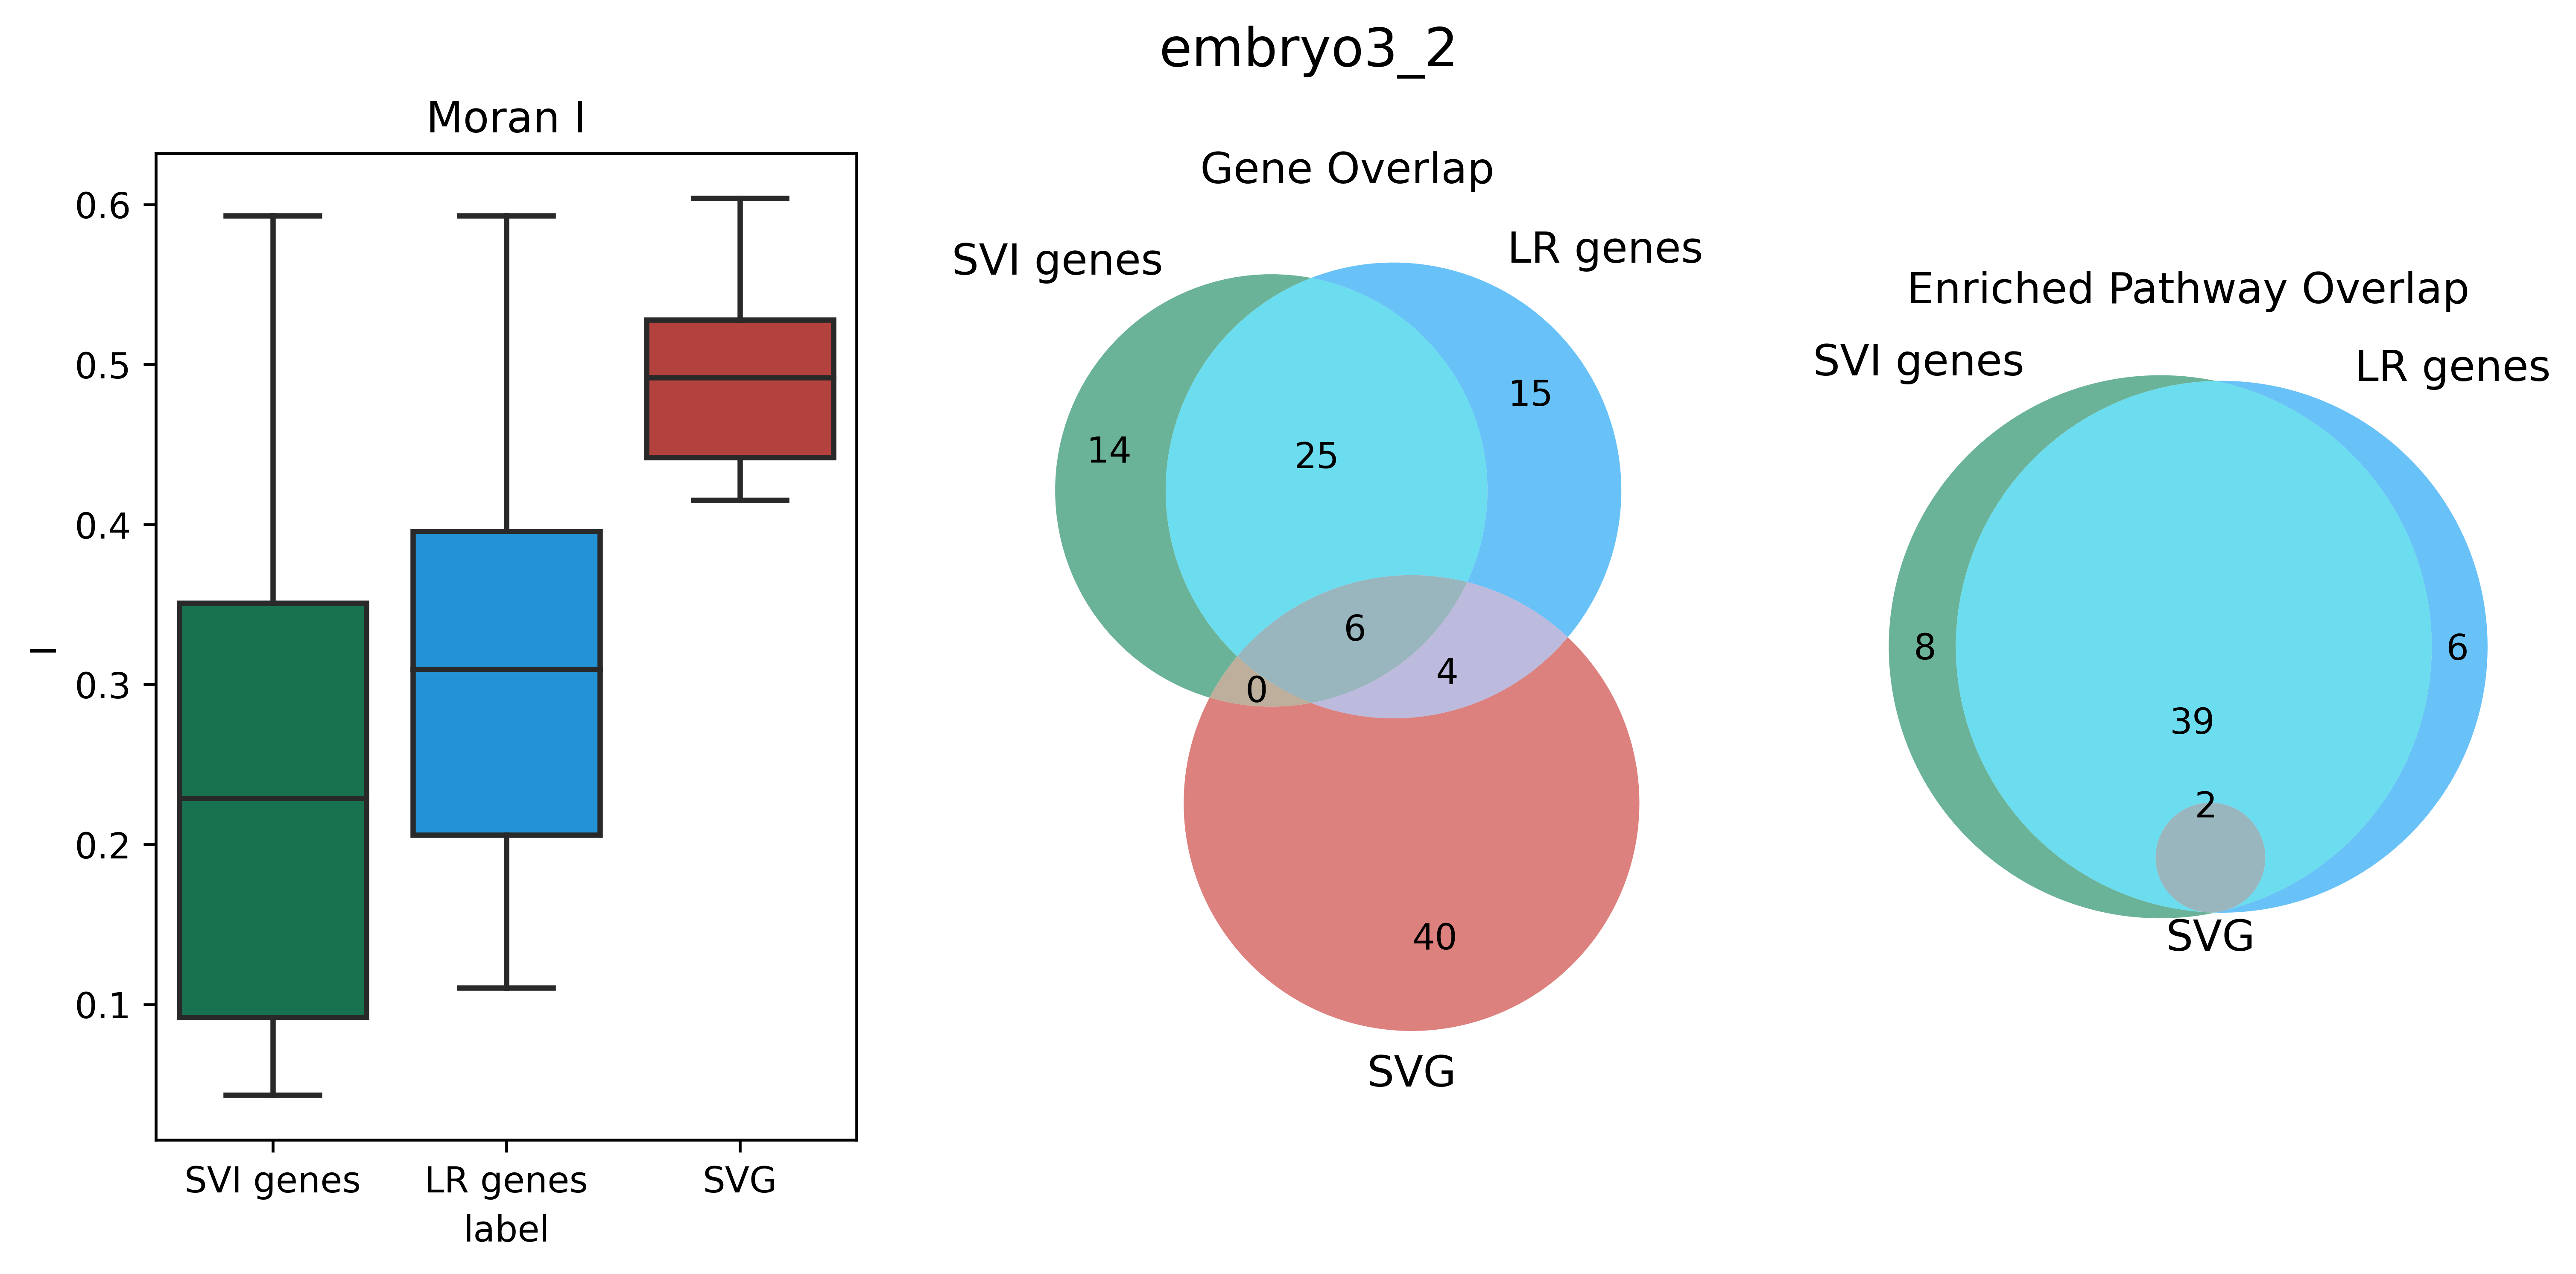 embryo3_2
Moran I
0.6
0.5
0.4
0.3
0.2
0.1
I
SVI genes
LR genes
SVG
label
Gene Overlap
SVI genes
LR genes
14
25
15
6
4
0
40
SVG
Enriched Pathway Overlap
SVI genes
LR genes
8
6
39
2
SVG